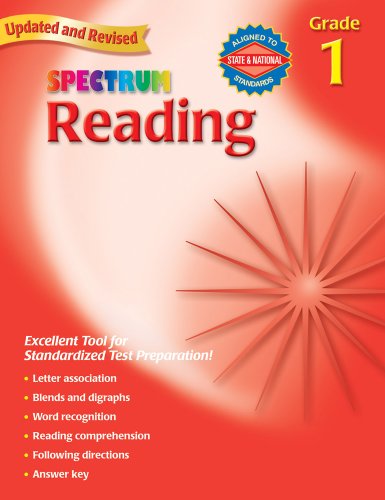 Updated and Revised
Grade
1
ALIGNED TO
STATE & NATIONAL
STANDARDS
SPECTRUM
Reading
Excellent Tool for
Standardized Test Preparation!
• Letter association
• Blends and digraphs
• Word recognition
• Reading comprehension
• Following directions
• Answer key